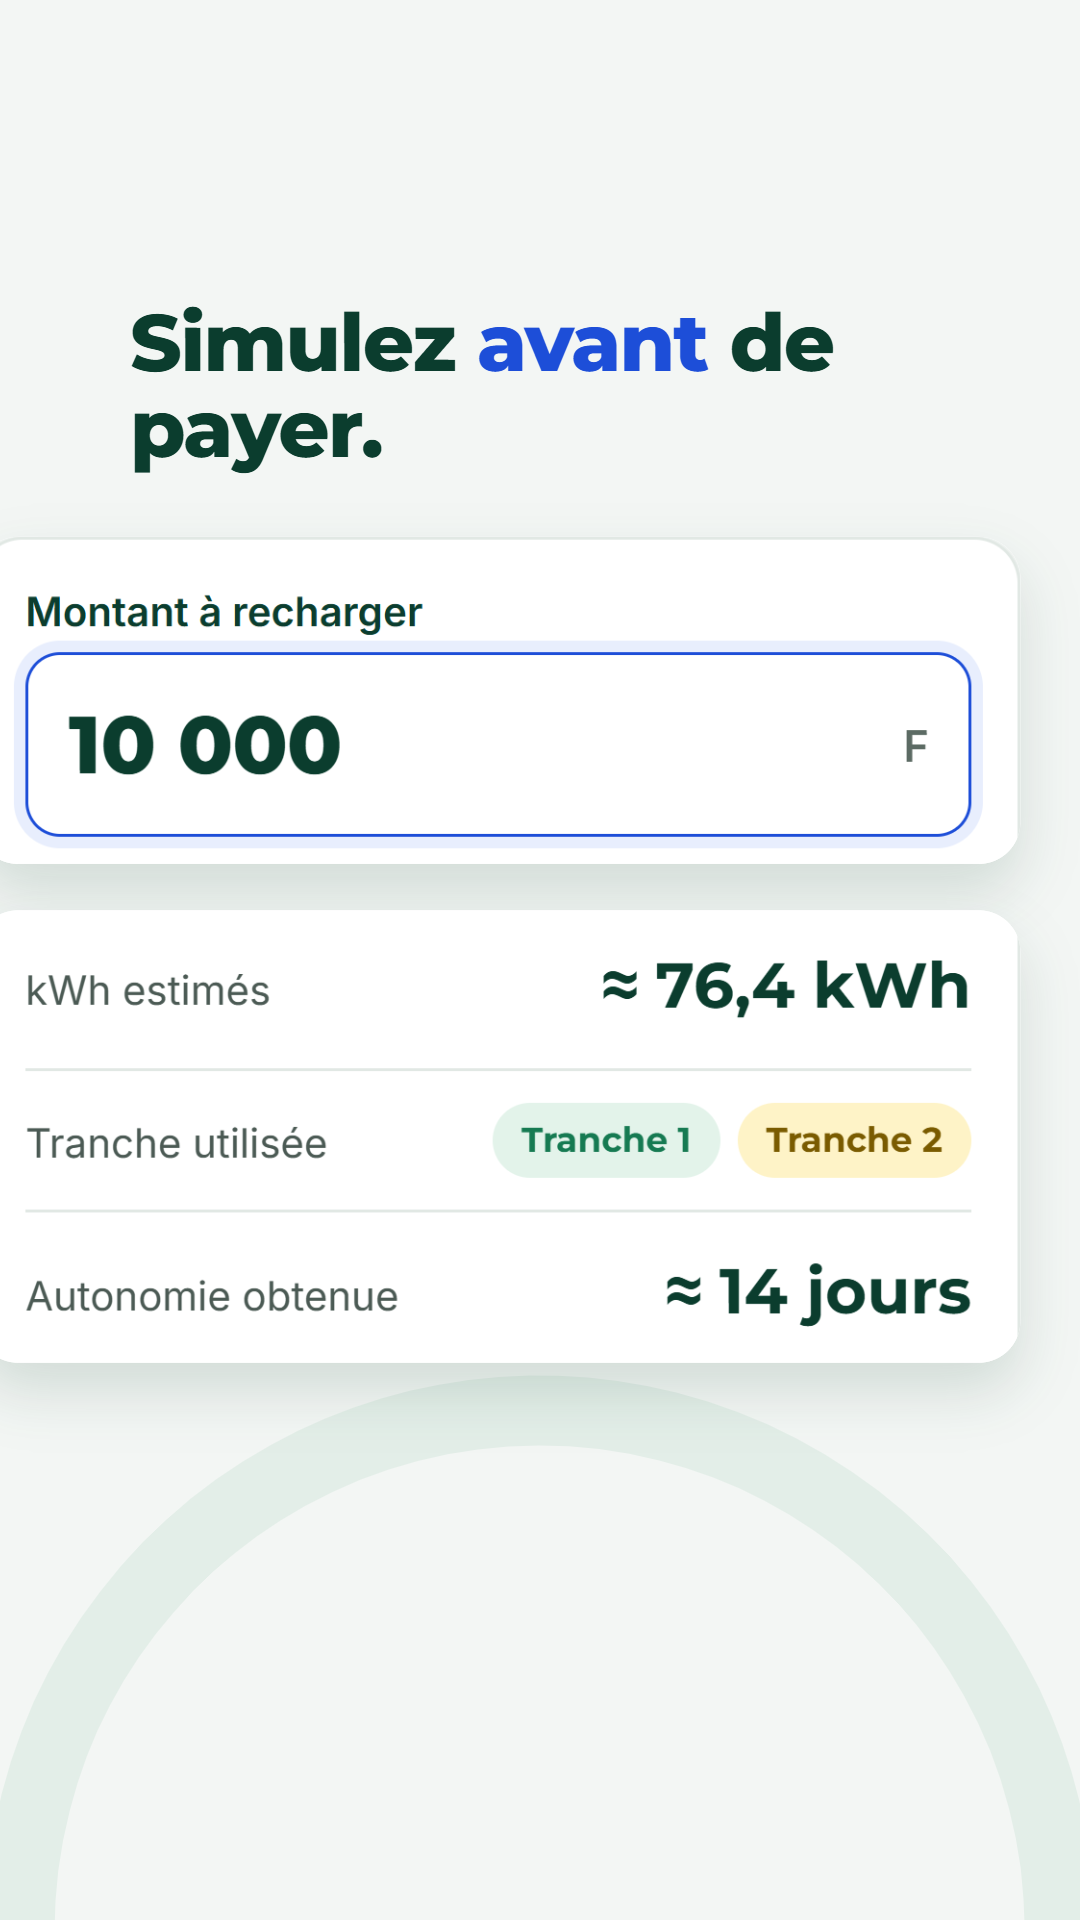 Simulez avant de
payer.
Montant à recharger
10 000 F
kWh estimés ≈ 76,4 kWh
Tranche utilisée Tranche 1 Tranche 2
Autonomie obtenue ≈ 14 jours